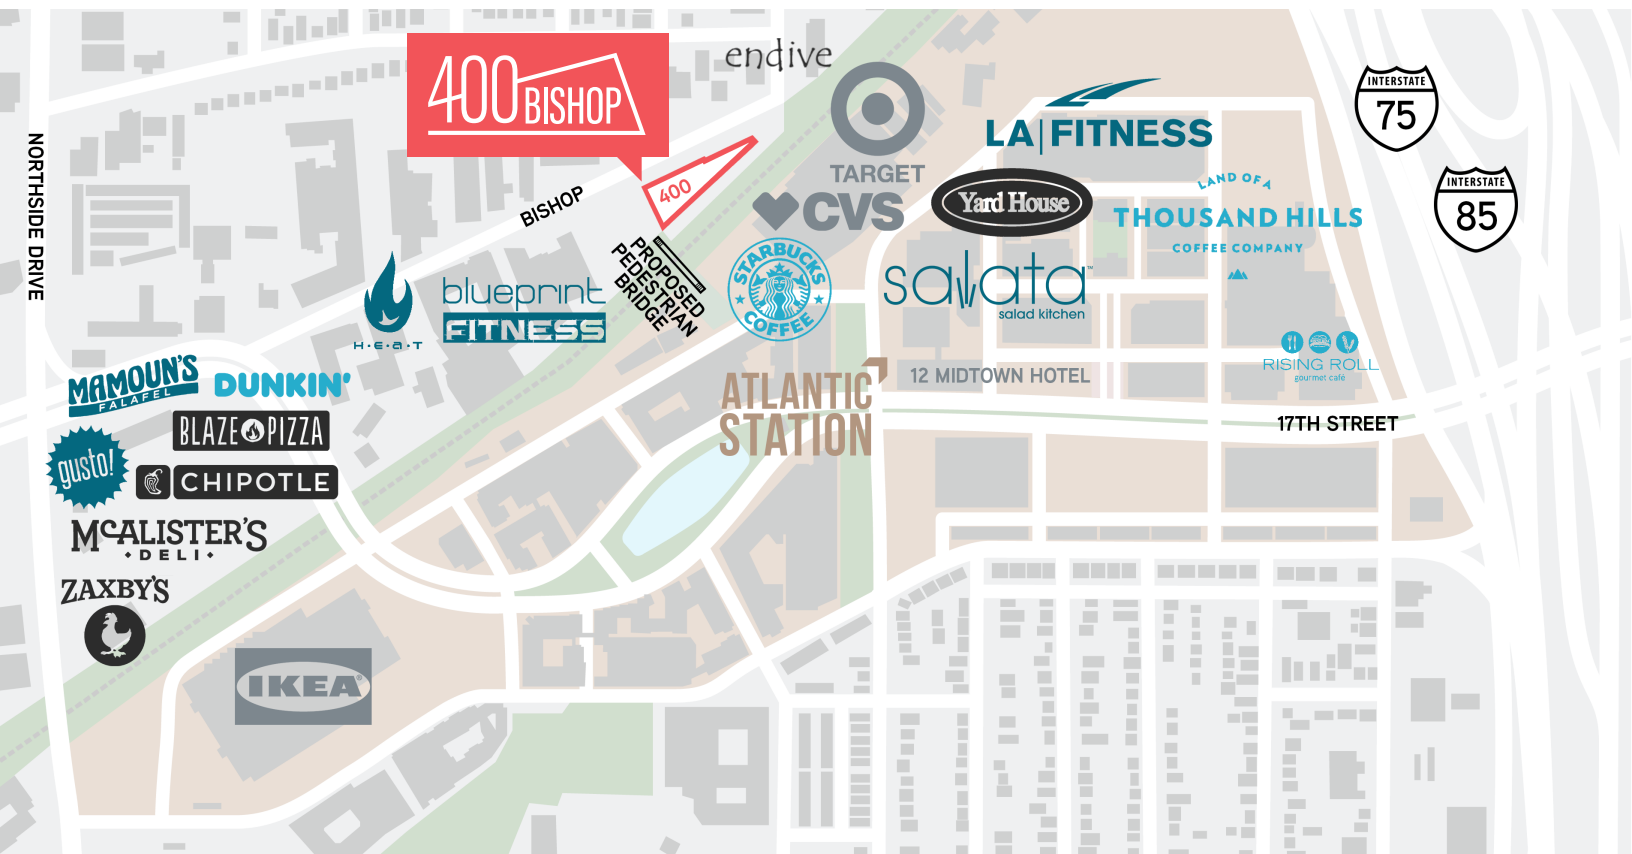 400 BISHOP
endive
TARGET
CVS
LA FITNESS
INTERSTATE
75
INTERSTATE
85
NORTHSIDE DRIVE
BISHOP
400
PROPOSED
PEDESTRIAN
BRIDGE
Yard House
LAND OF A
THOUSAND HILLS
COFFEE COMPANY
H·E·a·T
blueprint
FITNESS
STARBUCKS
COFFEE
salata™
salad kitchen
RISING ROLL
gourmet café
12 MIDTOWN HOTEL
ATLANTIC
STATION
17TH STREET
MAMOUN'S
FALAFEL
DUNKIN'
BLAZE PIZZA
gusto!
CHIPOTLE
McALISTER'S
DELI
ZAXBY'S
IKEA®